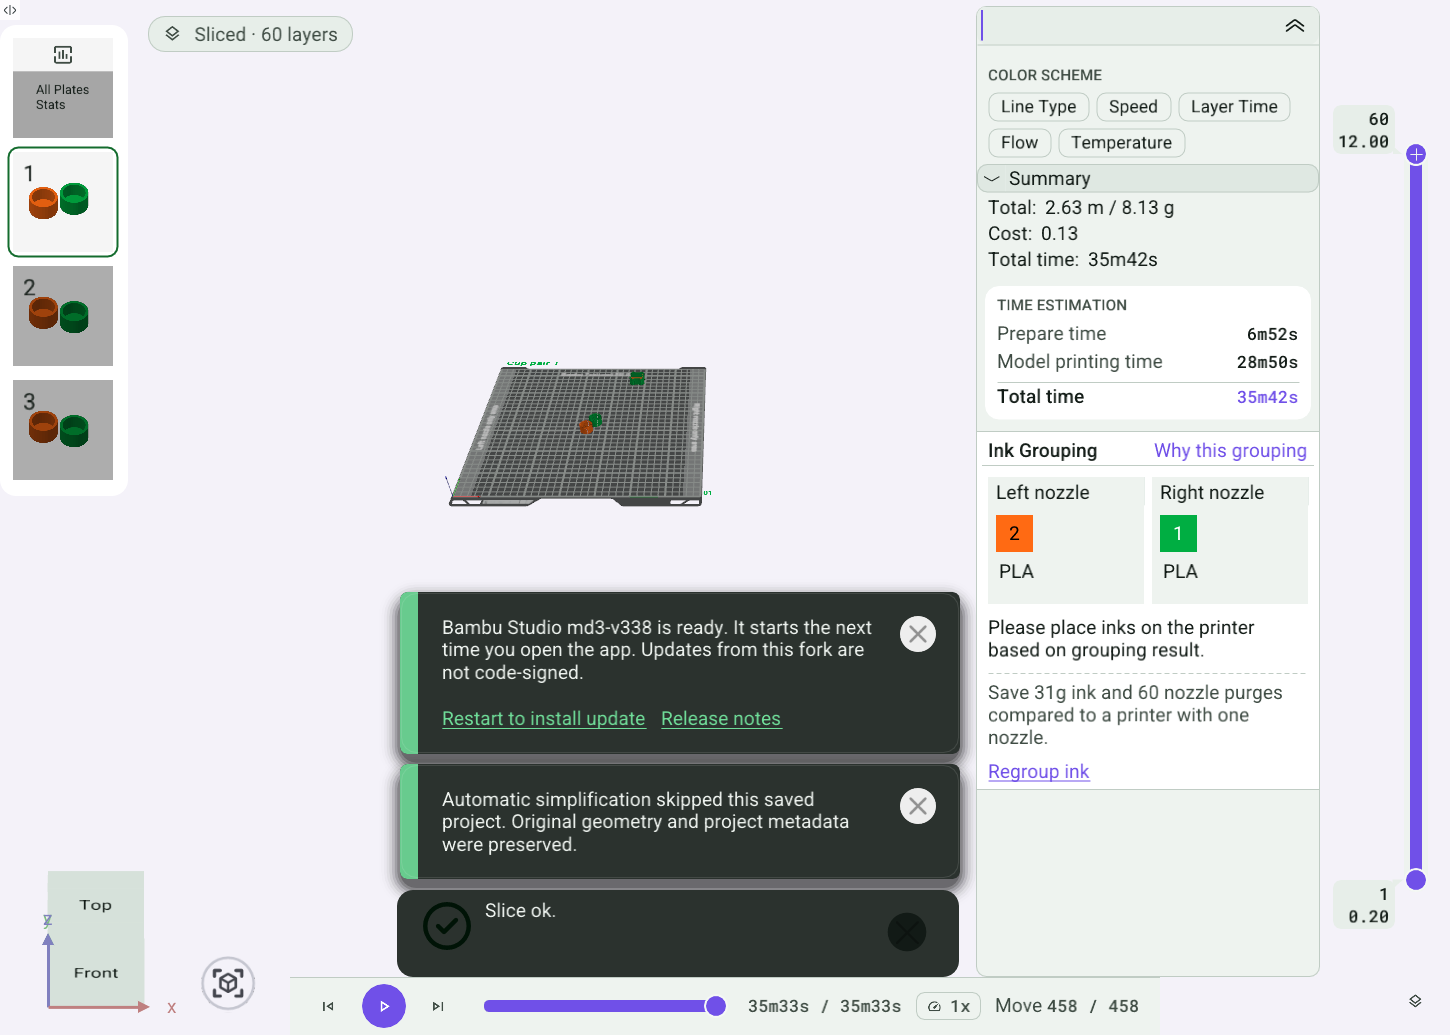 Sliced · 60 layers
All Plates
Stats
1
2
3
COLOR SCHEME
Line Type
Speed
Layer Time
Flow
Temperature
Summary
Total: 2.63 m / 8.13 g
Cost: 0.13
Total time: 35m42s
TIME ESTIMATION
Prepare time 6m52s
Model printing time 28m50s
Total time 35m42s
Ink Grouping Why this grouping
Left nozzle
2
PLA
Right nozzle
1
PLA
Please place inks on the printer
based on grouping result.
Save 31g ink and 60 nozzle purges
compared to a printer with one
nozzle.
Regroup ink
60
12.00
1
0.20
01
Bambu Studio md3-v338 is ready. It starts the next
time you open the app. Updates from this fork are
not code-signed.
Restart to install update Release notes
Automatic simplification skipped this saved
project. Original geometry and project metadata
were preserved.
Slice ok.
Top
Front
Z
X
35m33s / 35m33s
1x
Move 458 / 458